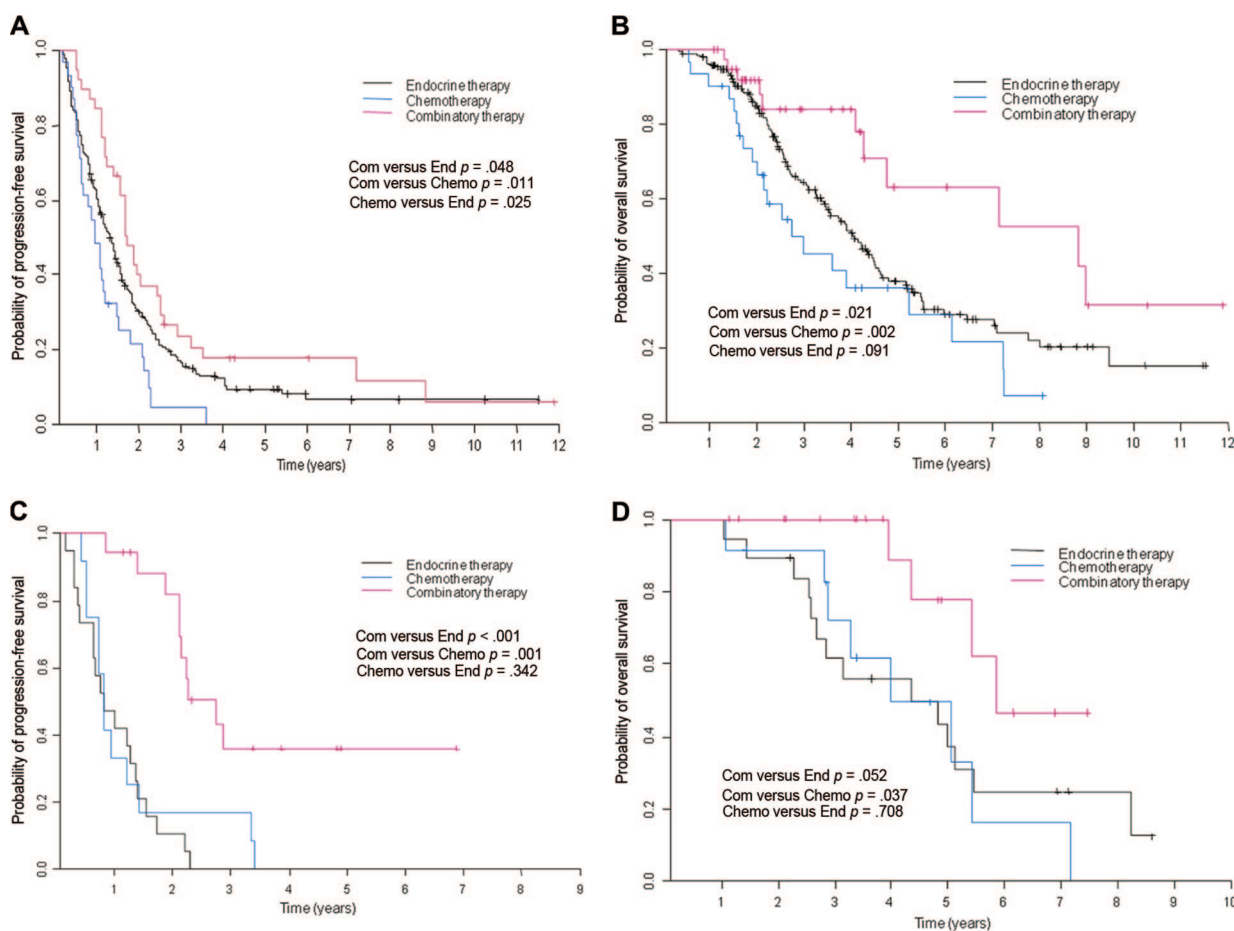 A
Probability of progression-free survival
1.0
0.8
0.6
0.4
0.2
0.0
Endocrine therapy
Chemotherapy
Combinatory therapy
Com versus End p = .048
Com versus Chemo p = .011
Chemo versus End p = .025
1 2 3 4 5 6 7 8 9 10 11 12
Time (years)
B
Probability of overall survival
1.0
0.8
0.6
0.4
0.2
0.0
Endocrine therapy
Chemotherapy
Combinatory therapy
Com versus End p = .021
Com versus Chemo p = .002
Chemo versus End p = .091
1 2 3 4 5 6 7 8 9 10 11 12
Time (years)
C
Probability of progression-free survival
1.0
0.8
0.6
0.4
0.2
0.0
Endocrine therapy
Chemotherapy
Combinatory therapy
Com versus End p < .001
Com versus Chemo p = .001
Chemo versus End p = .342
1 2 3 4 5 6 7 8 9
Time (years)
D
Probability of overall survival
1.0
0.8
0.6
0.4
0.2
0.0
Endocrine therapy
Chemotherapy
Combinatory therapy
Com versus End p = .052
Com versus Chemo p = .037
Chemo versus End p = .708
1 2 3 4 5 6 7 8 9 10
Time (years)